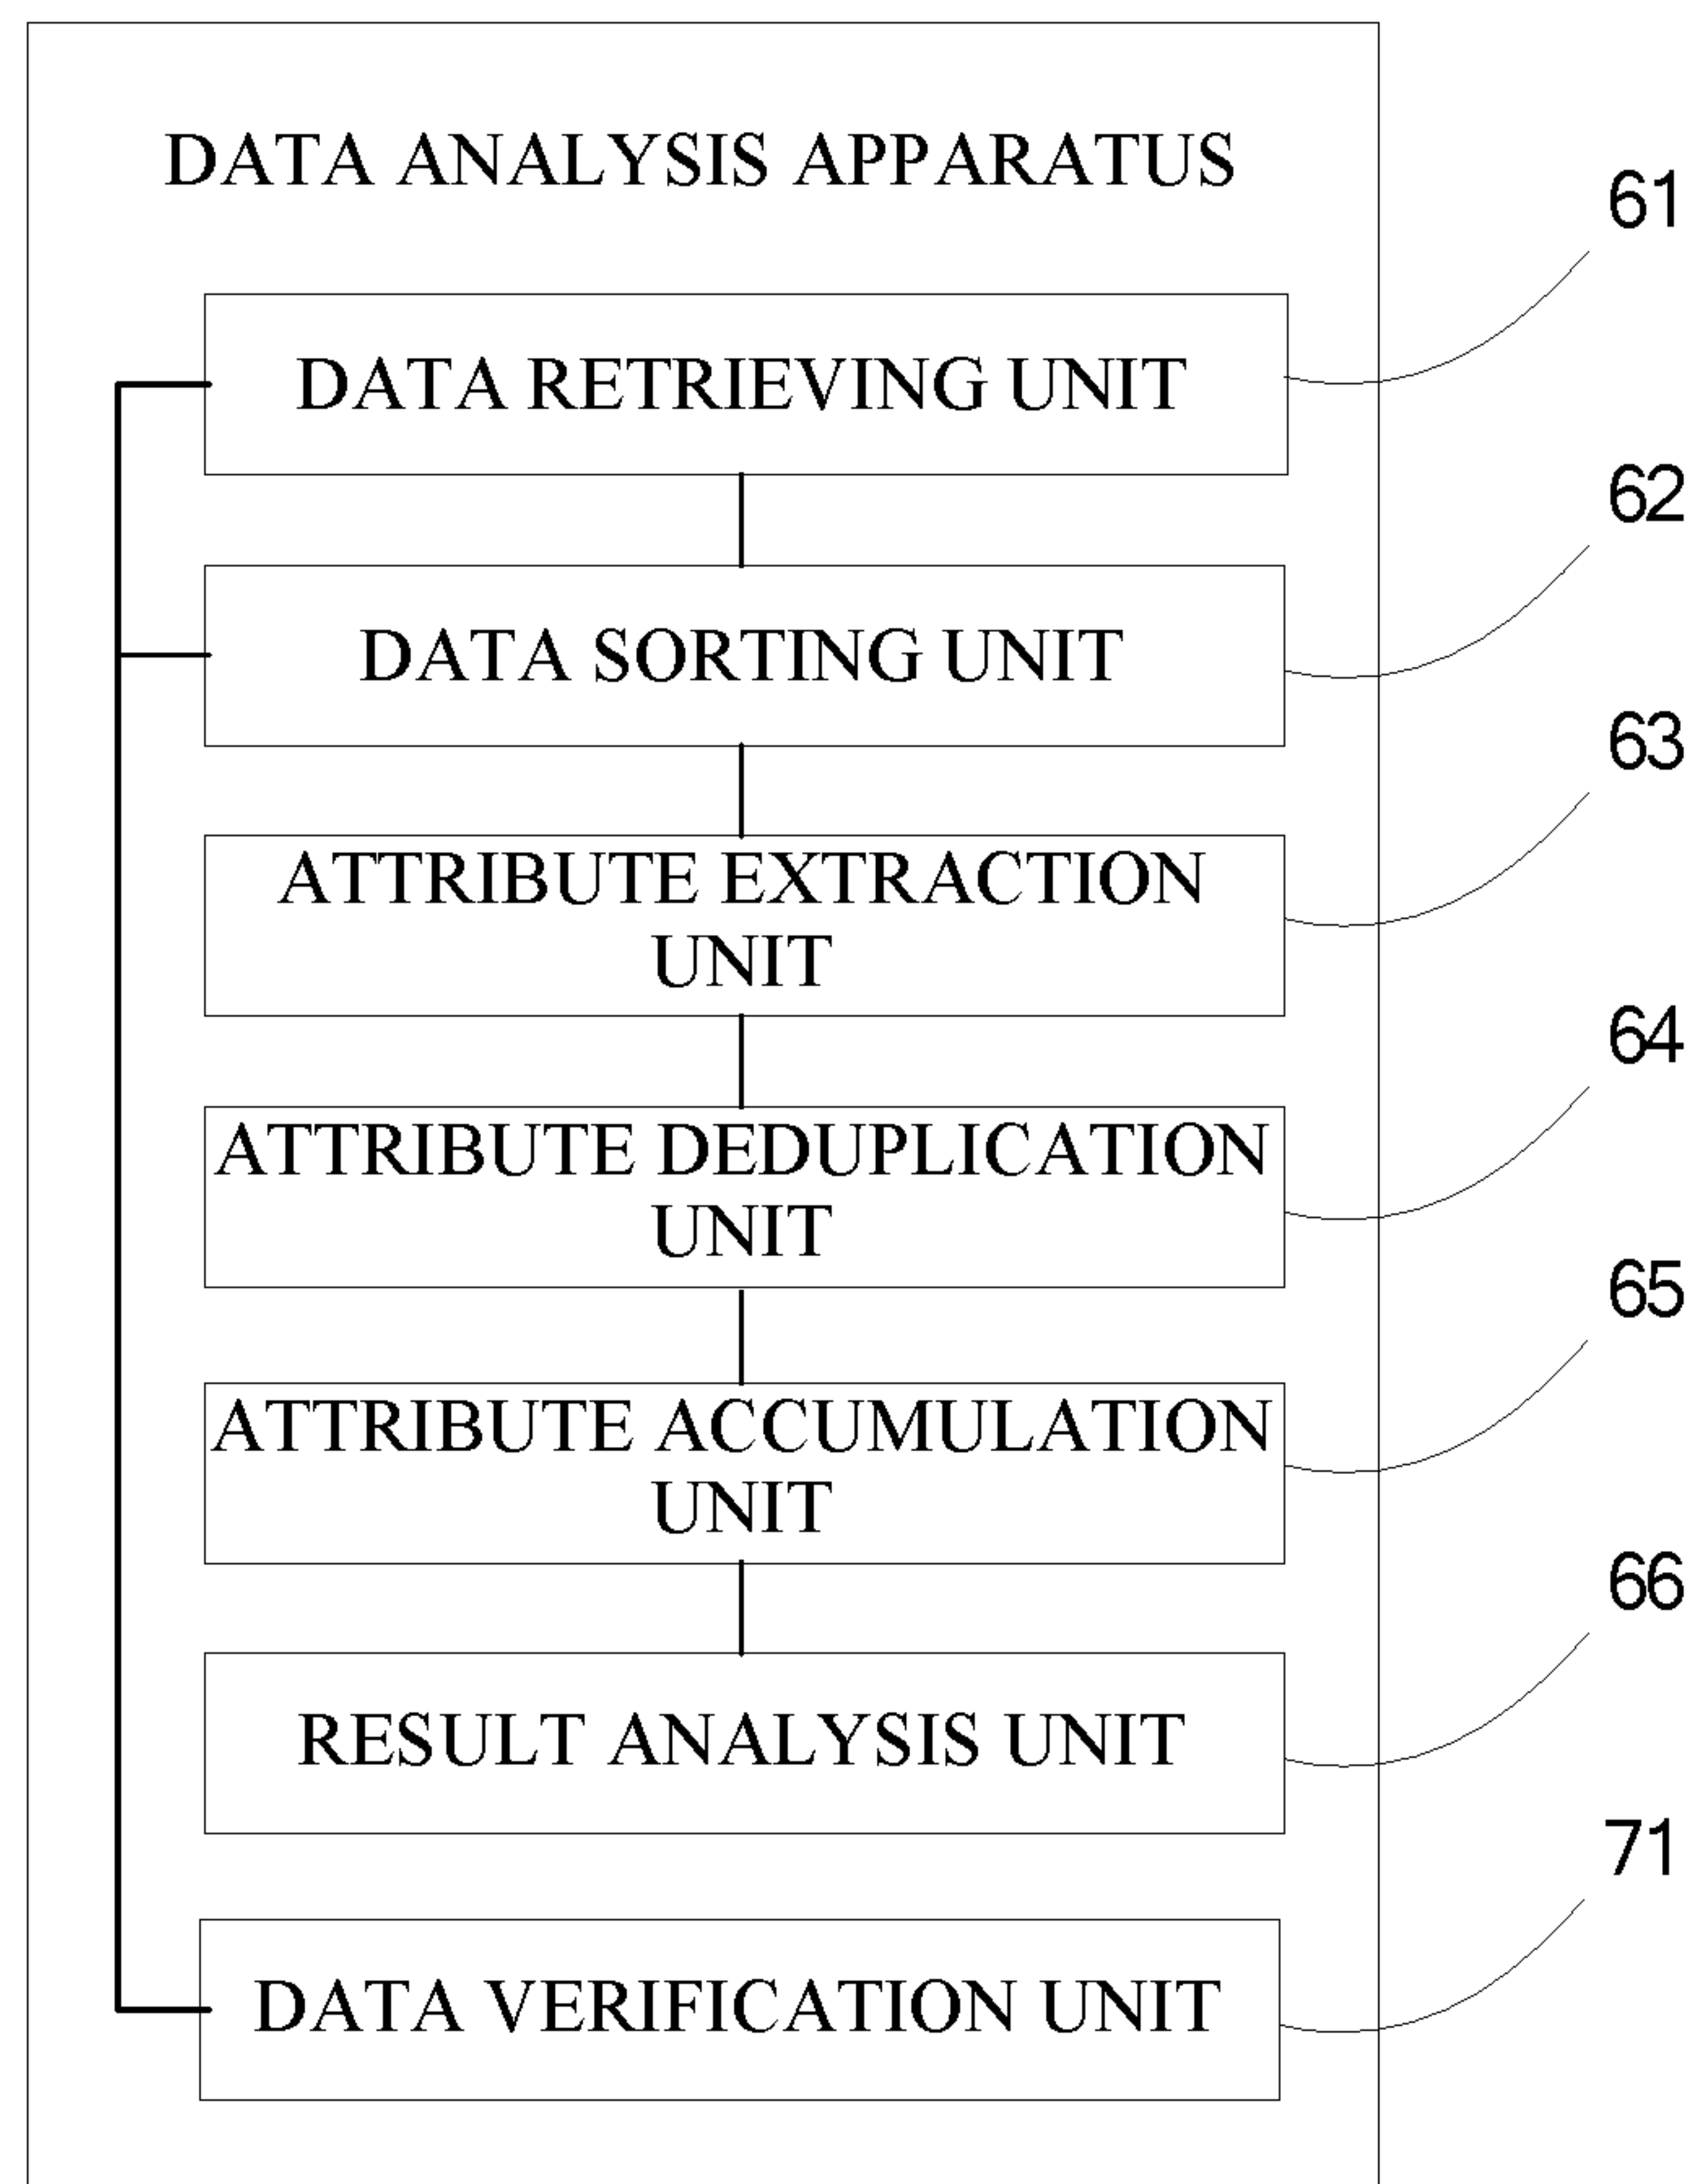 DATA ANALYSIS APPARATUS
61
DATA RETRIEVING UNIT
62
DATA SORTING UNIT
63
ATTRIBUTE EXTRACTION
UNIT
64
ATTRIBUTE DEDUPLICATION
UNIT
65
ATTRIBUTE ACCUMULATION
UNIT
66
RESULT ANALYSIS UNIT
71
DATA VERIFICATION UNIT